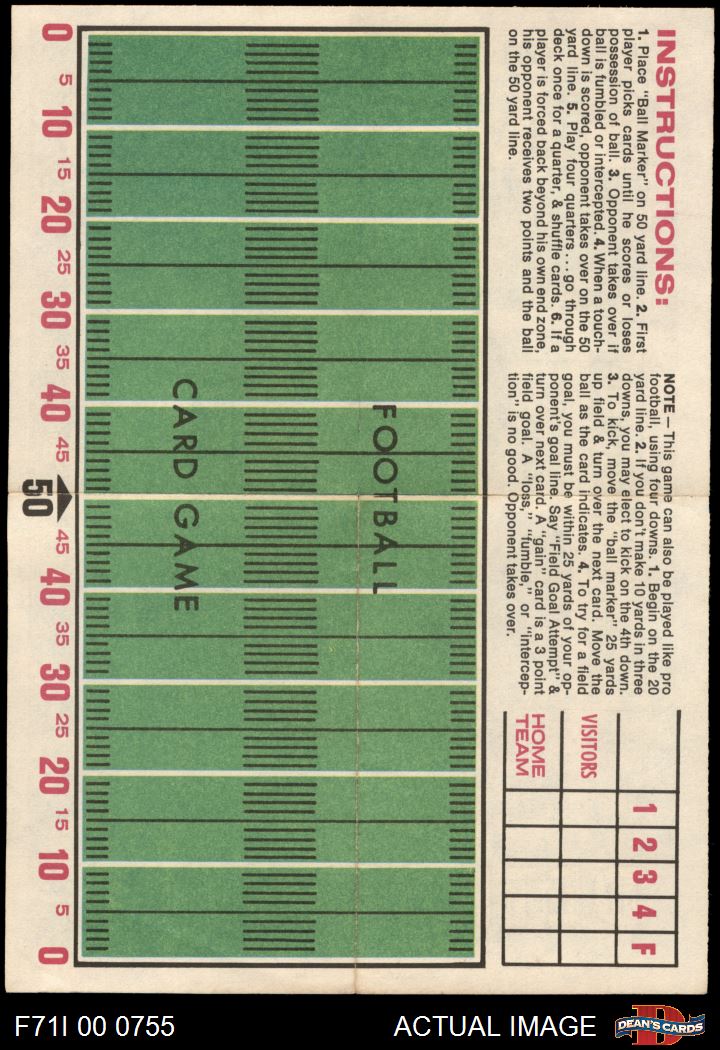 INSTRUCTIONS:
1. Place "Ball Marker" on 50 yard line. 2. First
player picks cards until he scores or loses
possession of ball. 3. Opponent takes over if
ball is fumbled or intercepted. 4. When a touch-
down is scored, opponent takes over on the 50
yard line. 5. Play four quarters . . . go through
deck once for a quarter, & shuffle cards. 6. If a
player is forced back beyond his own end zone,
his opponent receives two points and the ball
on the 50 yard line.
NOTE — This game can also be played like pro
football, using four downs. 1. Begin on the 20
yard line. 2. If you don't make 10 yards in three
downs, you may elect to kick on the 4th down.
3. To kick, move the "ball marker" 25 yards
up field & turn over the next card. Move the
ball as the card indicates. 4. To try for a field
goal, you must be within 25 yards of your op-
ponent's goal line. Say "Field Goal Attempt" &
turn over next card. A "gain" card is a 3 point
field goal. A "loss," "fumble," or "intercep-
tion" is no good. Opponent takes over.
1 2 3 4 F
VISITORS
HOME
TEAM
FOOTBALL
CARD GAME
0 5 10 15 20 25 30 35 40 45 50 45 40 35 30 25 20 15 10 5 0
F71I 00 0755
ACTUAL IMAGE
D
DEAN'S CARDS